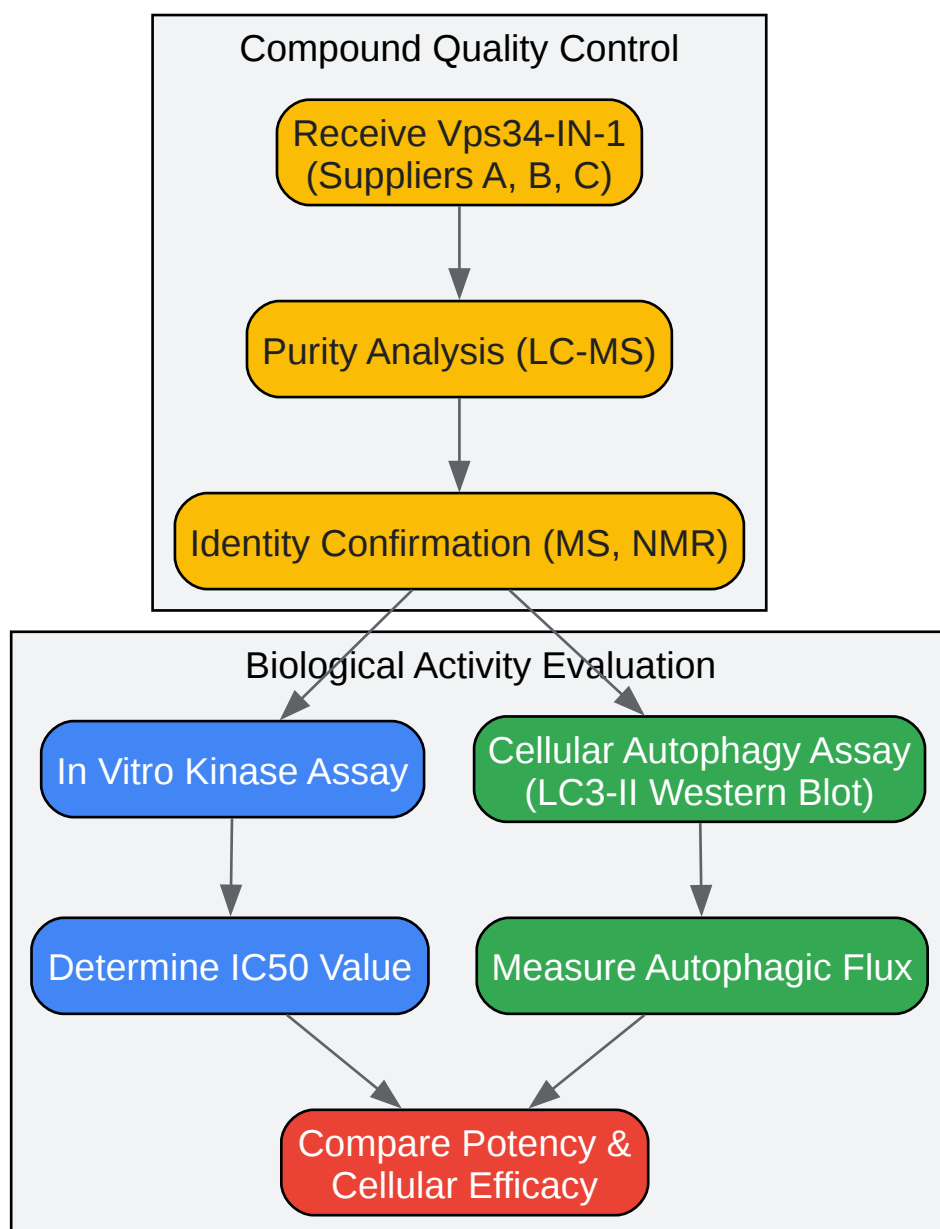 Compound Quality Control
Receive Vps34-IN-1
(Suppliers A, B, C)
Purity Analysis (LC-MS)
Identity Confirmation (MS, NMR)
Biological Activity Evaluation
In Vitro Kinase Assay
Cellular Autophagy Assay
(LC3-II Western Blot)
Determine IC50 Value
Measure Autophagic Flux
Compare Potency &
Cellular Efficacy